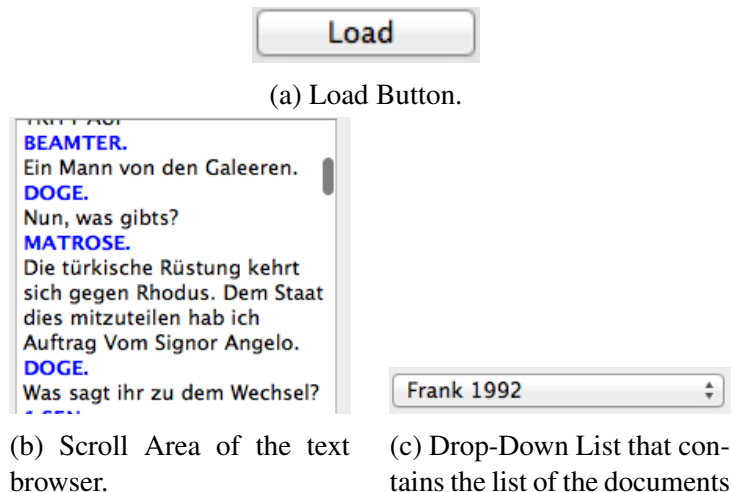 Load
(a) Load Button.
BEAMTER.
Ein Mann von den Galeeren.
DOGE.
Nun, was gibts?
MATROSE.
Die türkische Rüstung kehrt
sich gegen Rhodus. Dem Staat
dies mitzuteilen hab ich
Auftrag Vom Signor Angelo.
DOGE.
Was sagt ihr zu dem Wechsel?
Frank 1992
(b) Scroll Area of the text
browser.
(c) Drop-Down List that con-
tains the list of the documents